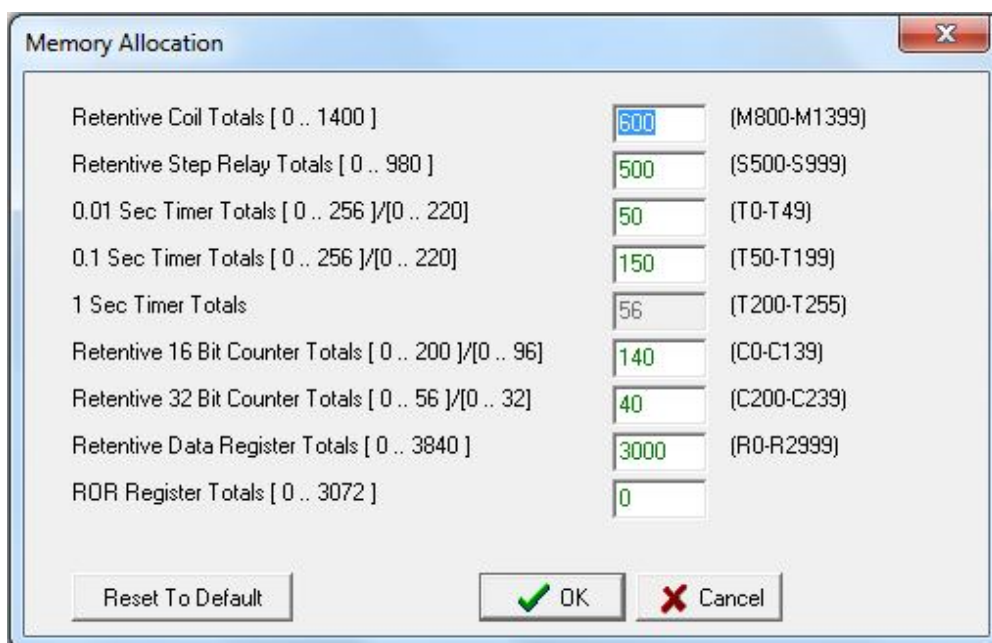 Memory Allocation
Retentive Coil Totals [ 0 .. 1400 ] 600 (M800-M1399)
Retentive Step Relay Totals [ 0 .. 980 ] 500 (S500-S999)
0.01 Sec Timer Totals [ 0 .. 256 ]/[0 .. 220] 50 (T0-T49)
0.1 Sec Timer Totals [ 0 .. 256 ]/[0 .. 220] 150 (T50-T199)
1 Sec Timer Totals 56 (T200-T255)
Retentive 16 Bit Counter Totals [ 0 .. 200 ]/[0 .. 96] 140 (C0-C139)
Retentive 32 Bit Counter Totals [ 0 .. 56 ]/[0 .. 32] 40 (C200-C239)
Retentive Data Register Totals [ 0 .. 3840 ] 3000 (R0-R2999)
ROR Register Totals [ 0 .. 3072 ] 0
Reset To Default OK Cancel